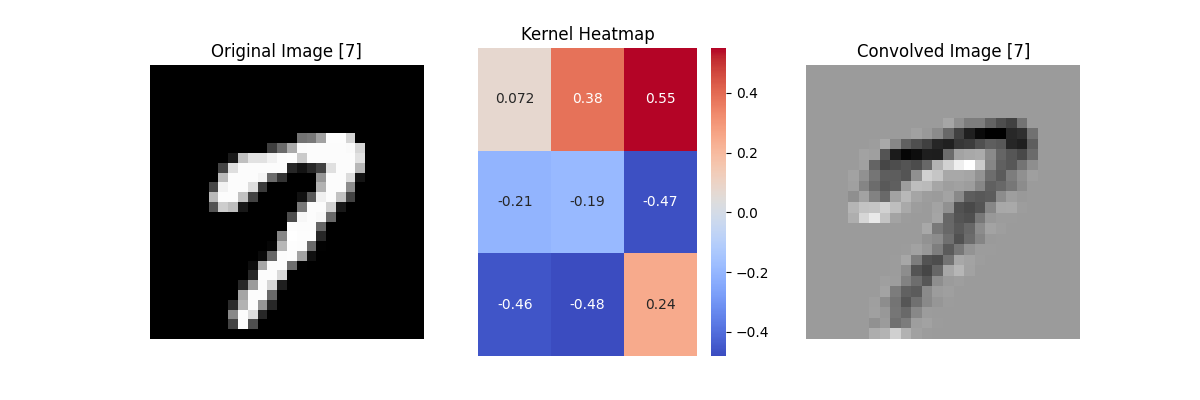 Original Image [7]
Kernel Heatmap
Convolved Image [7]
0.072 0.38 0.55
-0.21 -0.19 -0.47
-0.46 -0.48 0.24
0.4
0.2
0.0
−0.2
−0.4